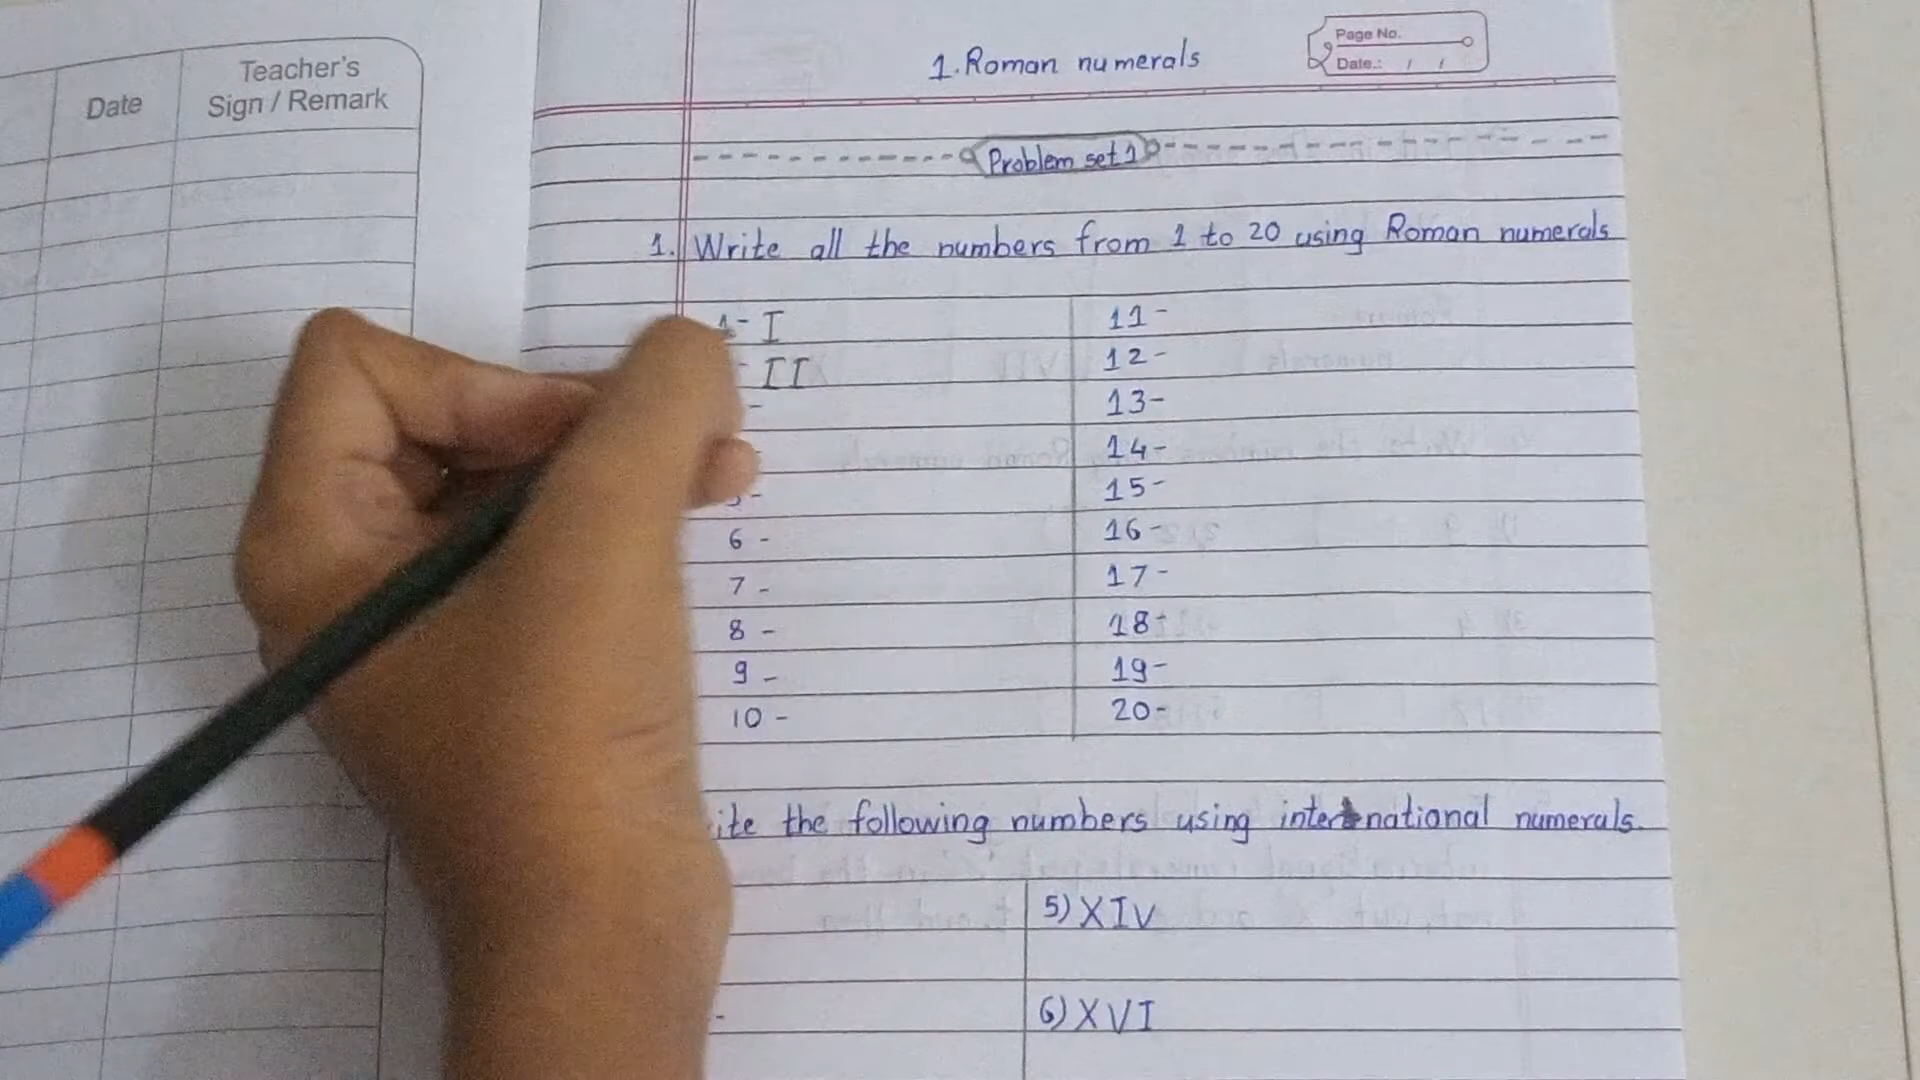 Date
Teacher's
Sign / Remark
Page No.
Date.: / /
1. Roman numerals
Problem set 1
1. Write all the numbers from 1 to 20 using Roman numerals
1- I
- II
-
5 -
6 -
7 -
8 -
9 -
10 -
11 -
12 -
13-
14-
15-
16-
17-
18-
19-
20-
ite the following numbers using international numerals.
5) XIV
6) XVI